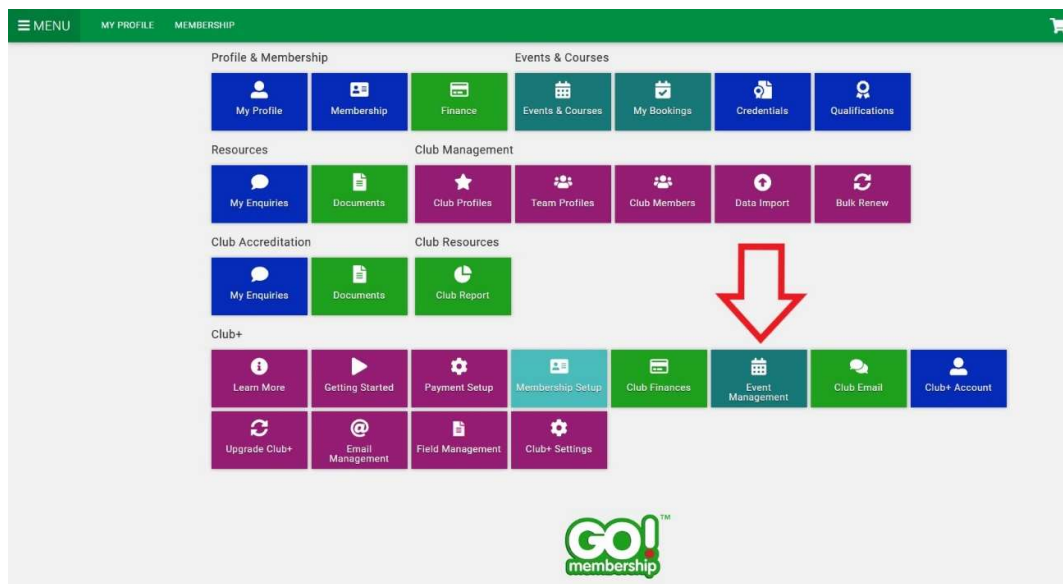 MENU MY PROFILE MEMBERSHIP
Profile & Membership Events & Courses
My Profile Membership Finance Events & Courses My Bookings Credentials Qualifications
Resources Club Management
My Enquiries Documents Club Profiles Team Profiles Club Members Data Import Bulk Renew
Club Accreditation Club Resources
My Enquiries Documents Club Report
Club+
Learn More Getting Started Payment Setup Membership Setup Club Finances Event Management Club Email Club+ Account
Upgrade Club+ Email Management Field Management Club+ Settings
GO! TM
membership